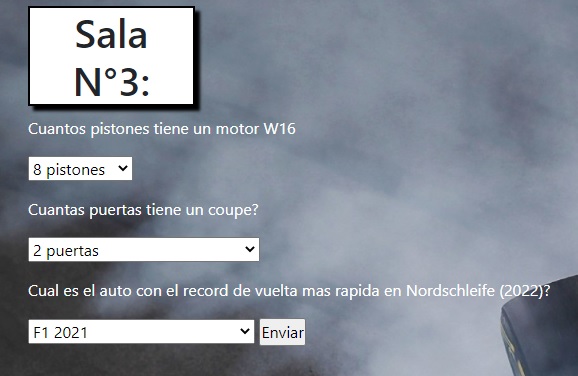 Sala
N°3:
Cuantos pistones tiene un motor W16
8 pistones
Cuantas puertas tiene un coupe?
2 puertas
Cual es el auto con el record de vuelta mas rapida en Nordschleife (2022)?
F1 2021 Enviar